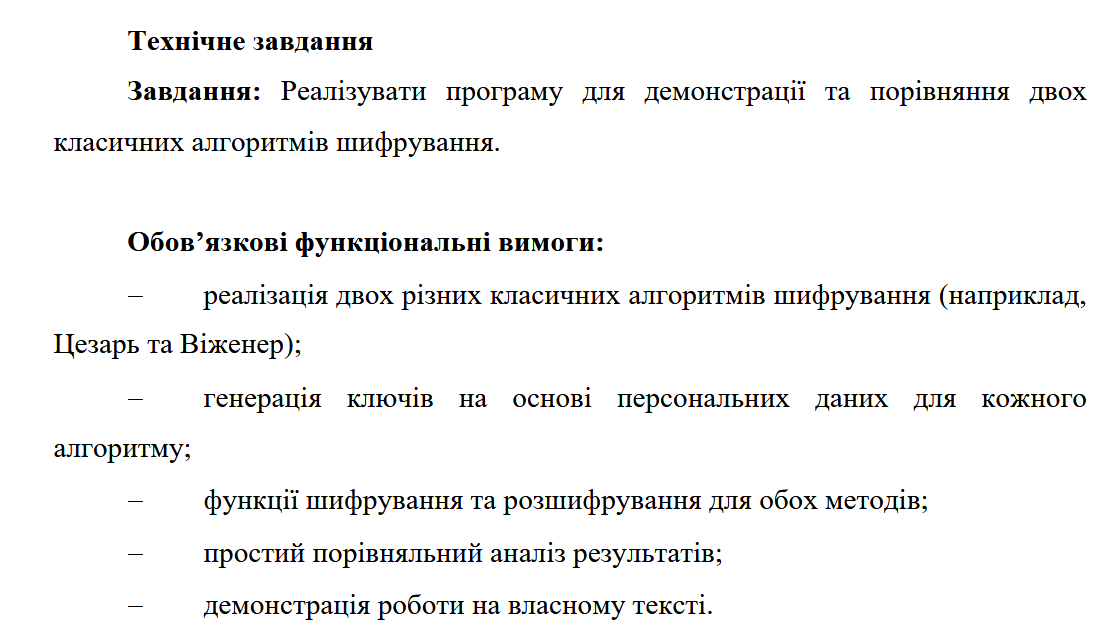 Технічне завдання
Завдання: Реалізувати програму для демонстрації та порівняння двох
класичних алгоритмів шифрування.
Обов’язкові функціональні вимоги:
– реалізація двох різних класичних алгоритмів шифрування (наприклад,
Цезарь та Віженер);
– генерація ключів на основі персональних даних для кожного
алгоритму;
– функції шифрування та розшифрування для обох методів;
– простий порівняльний аналіз результатів;
– демонстрація роботи на власному тексті.